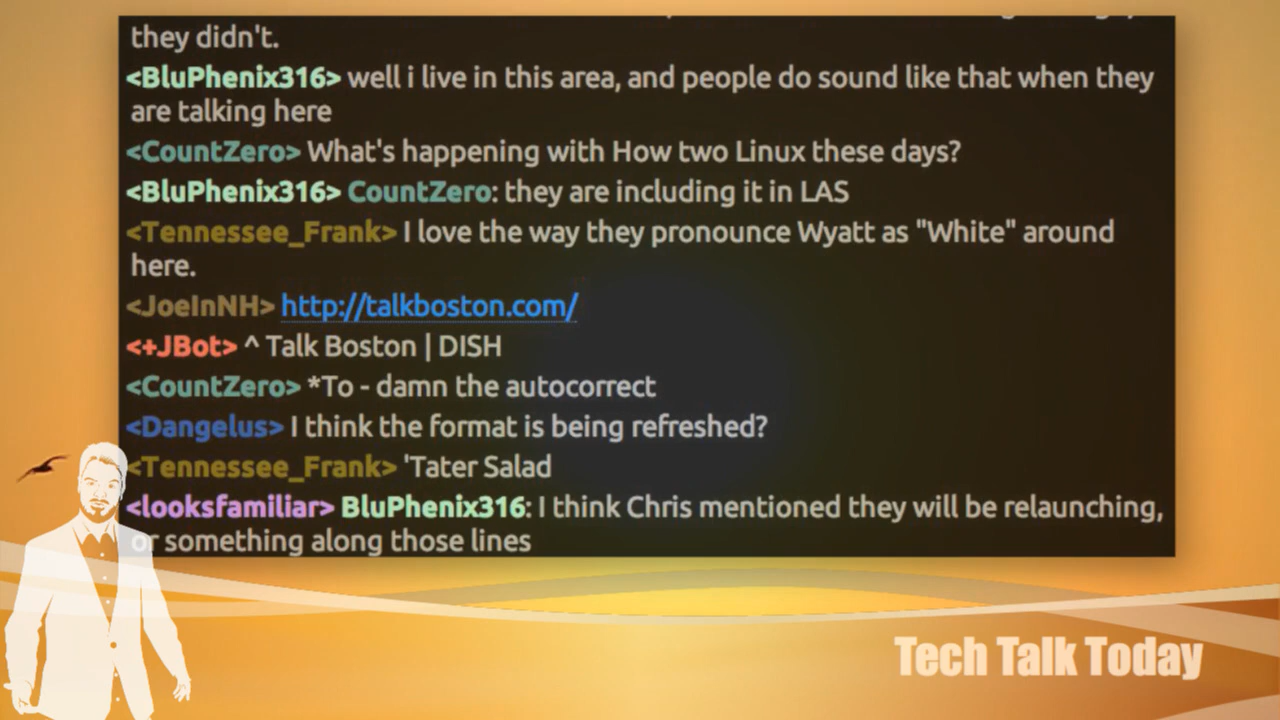 they didn't.
<BluPhenix316> well i live in this area, and people do sound like that when they
are talking here
<CountZero> What's happening with How two Linux these days?
<BluPhenix316> CountZero: they are including it in LAS
<Tennessee_Frank> I love the way they pronounce Wyatt as "White" around
here.
<JoeInNH> http://talkboston.com/
<+JBot> ^ Talk Boston | DISH
<CountZero> *To - damn the autocorrect
<Dangelus> I think the format is being refreshed?
<Tennessee_Frank> 'Tater Salad
<looksfamiliar> BluPhenix316: I think Chris mentioned they will be relaunching,
or something along those lines
Tech Talk Today